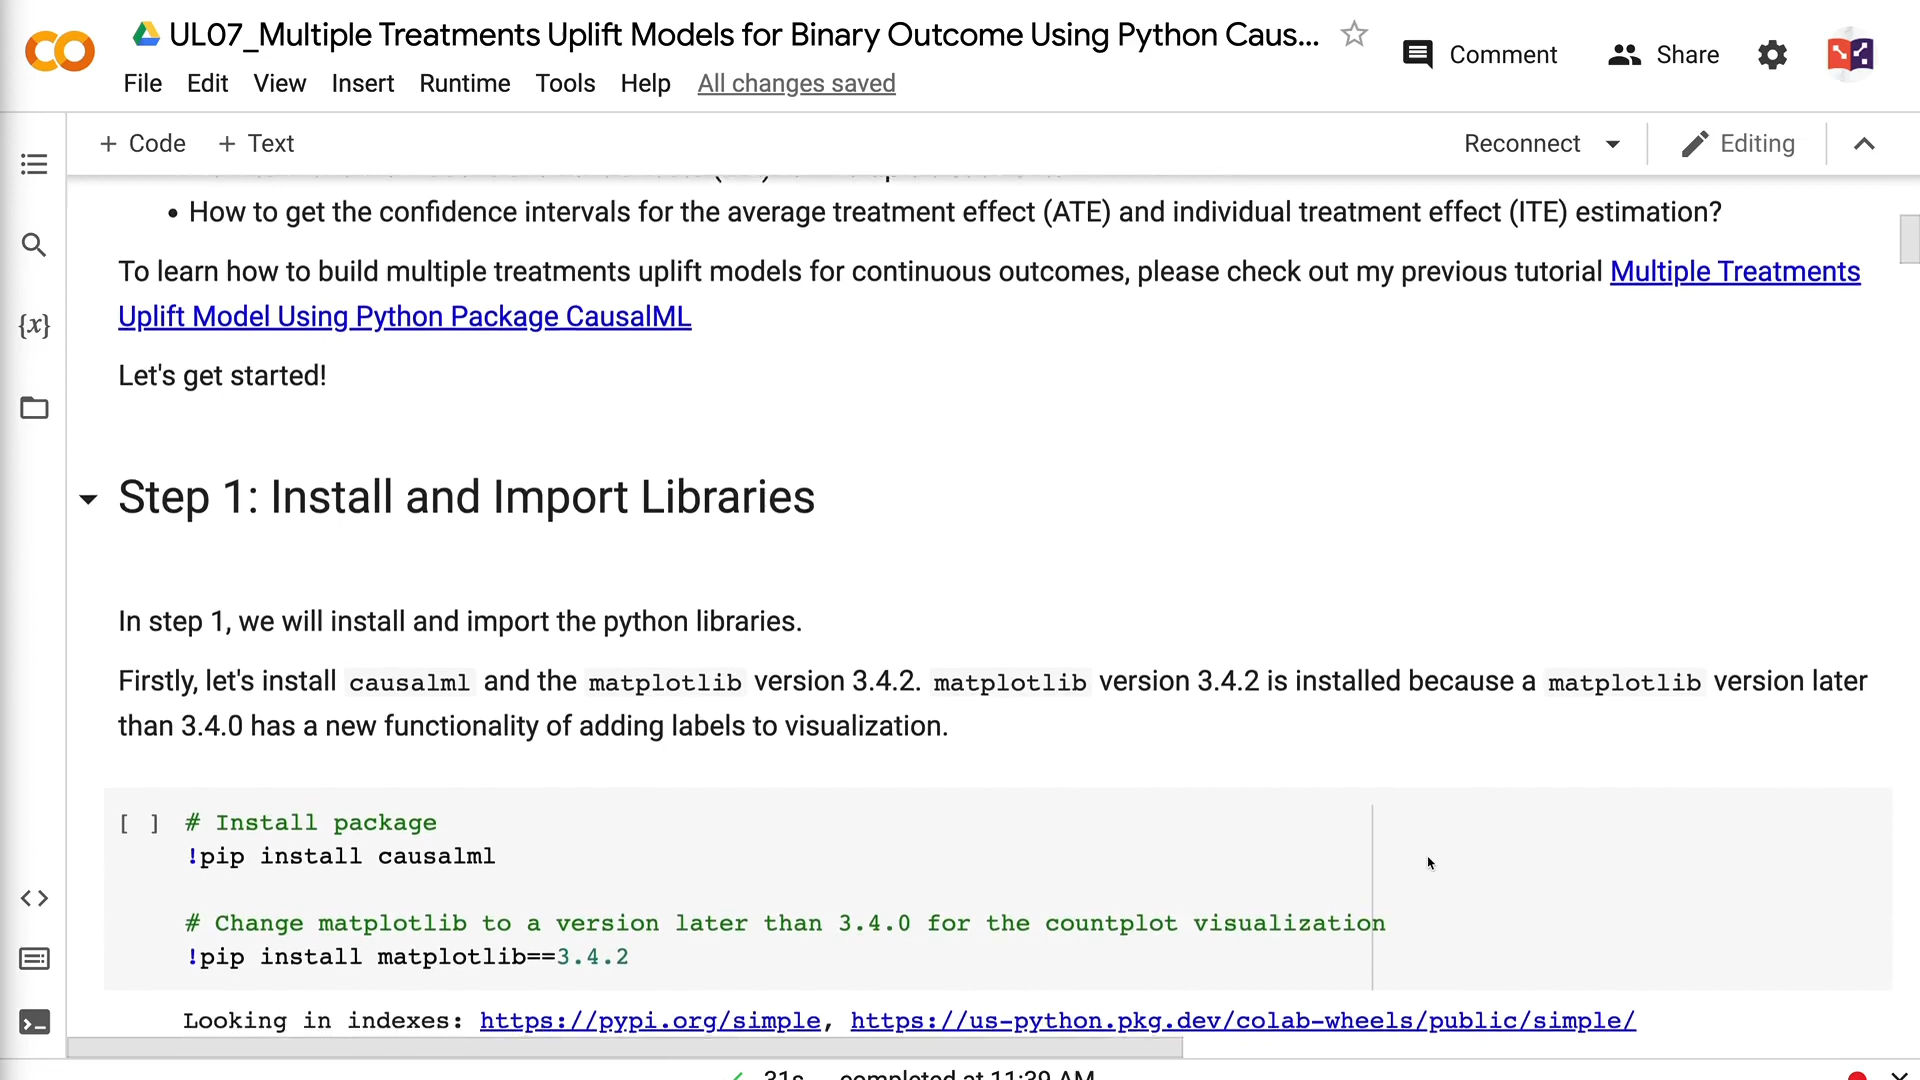 UL07_Multiple Treatments Uplift Models for Binary Outcome Using Python Caus...
Comment
Share
File Edit View Insert Runtime Tools Help All changes saved
+ Code + Text
Reconnect
Editing
• How to get the confidence intervals for the average treatment effect (ATE) and individual treatment effect (ITE) estimation?
To learn how to build multiple treatments uplift models for continuous outcomes, please check out my previous tutorial Multiple Treatments
Uplift Model Using Python Package CausalML
{x}
Let's get started!
Step 1: Install and Import Libraries
In step 1, we will install and import the python libraries.
Firstly, let's install causalml and the matplotlib version 3.4.2. matplotlib version 3.4.2 is installed because a matplotlib version later
than 3.4.0 has a new functionality of adding labels to visualization.
[ ] # Install package
!pip install causalml
# Change matplotlib to a version later than 3.4.0 for the countplot visualization
!pip install matplotlib==3.4.2
Looking in indexes: https://pypi.org/simple, https://us-python.pkg.dev/colab-wheels/public/simple/
31s completed at 11:39 AM